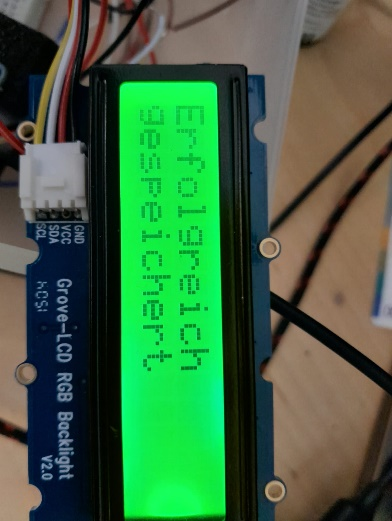 Erfolgreich
gespeichert
GND
VCC
SDA
SCL
Grove-LCD RGB Backlight
V2.0